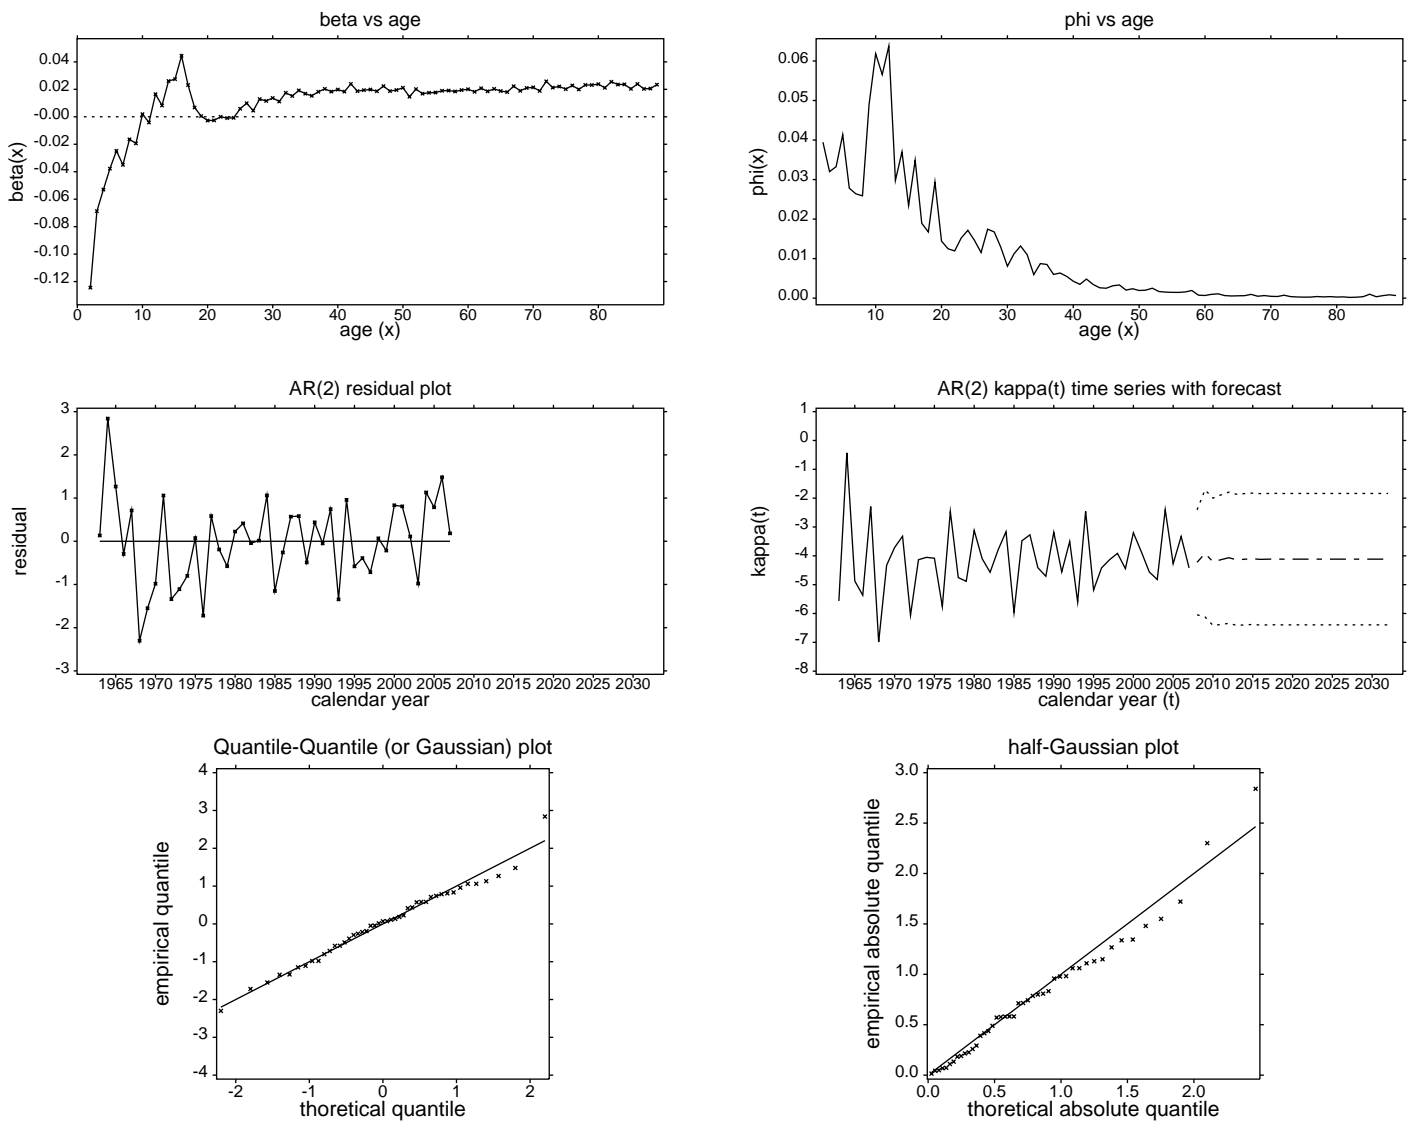 beta vs age
phi vs age
0.04
0.02
-0.00
-0.02
-0.04
-0.06
-0.08
-0.10
-0.12
beta(x)
0 10 20 30 40 50 60 70 80
age (x)
0.06
0.05
0.04
0.03
0.02
0.01
0.00
phi(x)
10 20 30 40 50 60 70 80
age (x)
AR(2) residual plot
AR(2) kappa(t) time series with forecast
3
2
1
0
-1
-2
-3
residual
1965 1970 1975 1980 1985 1990 1995 2000 2005 2010 2015 2020 2025 2030
calendar year
1
0
-1
-2
-3
-4
-5
-6
-7
-8
kappa(t)
1965 1970 1975 1980 1985 1990 1995 2000 2005 2010 2015 2020 2025 2030
calendar year (t)
Quantile-Quantile (or Gaussian) plot
half-Gaussian plot
4
3
2
1
0
-1
-2
-3
-4
empirical quantile
-2 -1 0 1 2
thoretical quantile
3.0
2.5
2.0
1.5
1.0
0.5
0.0
empirical absolute quantile
0.0 0.5 1.0 1.5 2.0
thoretical absolute quantile